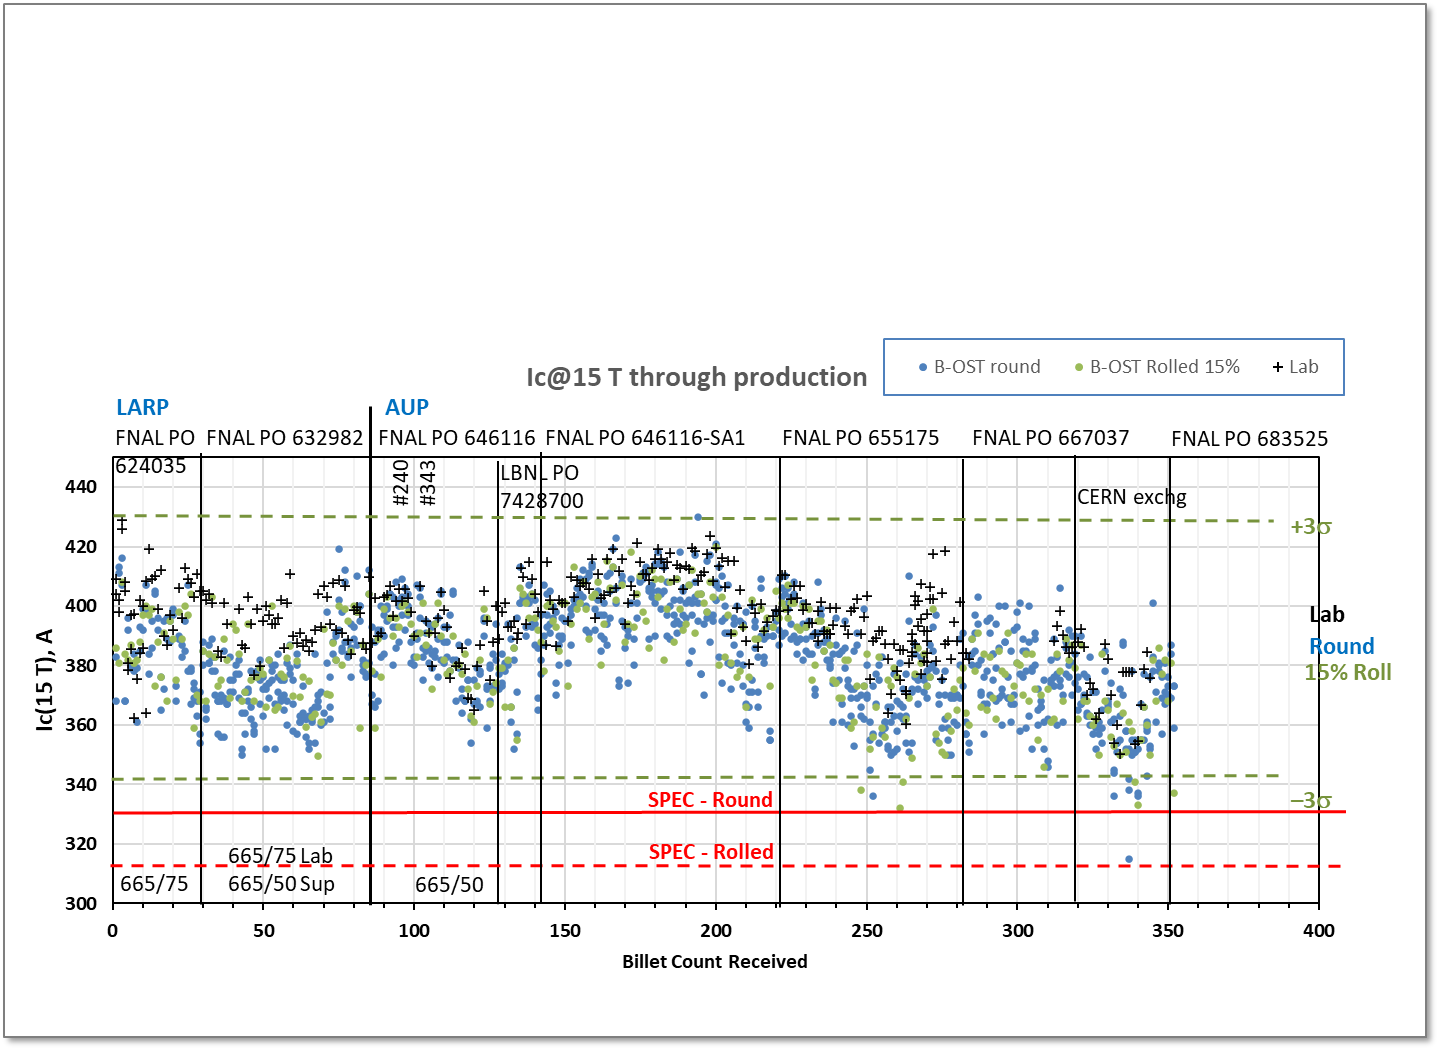 Ic@15 T through production
B-OST round
B-OST Rolled 15%
Lab
LARP
AUP
FNAL PO
624035
FNAL PO 632982
FNAL PO 646116
FNAL PO 646116-SA1
FNAL PO 655175
FNAL PO 667037
FNAL PO 683525
#240
#343
LBNL PO
7428700
CERN exchg
+3σ
Lab
Round
15% Roll
−3σ
SPEC - Round
SPEC - Rolled
665/75
665/75 Lab
665/50 Sup
665/50
Ic(15 T), A
440
420
400
380
360
340
320
300
0 50 100 150 200 250 300 350 400
Billet Count Received